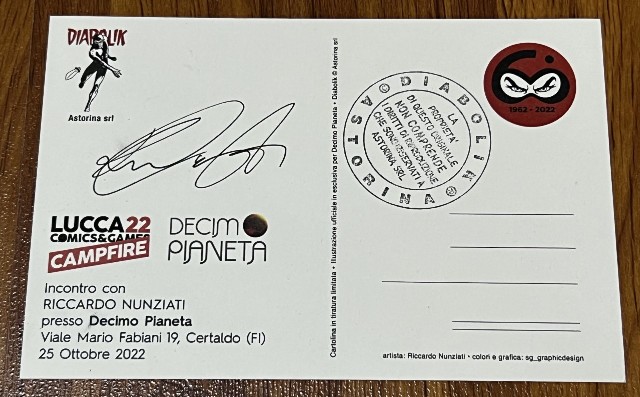 DIABOLIK
Astorina srl
LUCCA22
COMICS&GAMES
CAMPFIRE
DECIMO
PIANETA
Incontro con
RICCARDO NUNZIATI
presso Decimo Pianeta
Viale Mario Fabiani 19, Certaldo (FI)
25 Ottobre 2022
Cartolina in tiratura limitata • Illustrazione ufficiale in esclusiva per Decimo Pianeta • Diabolik © Astorina srl
DIABOLIK
ASTORINA
LA
PROPRIETA'
DI QUESTO ORIGINALE
NON COMPRENDE
I DIRITTI DI RIPRODUZIONE
CHE SONO RISERVATI A
ASTORINA SRL
1962 - 2022
artista: Riccardo Nunziati • colori e grafica: sg_graphicdesign